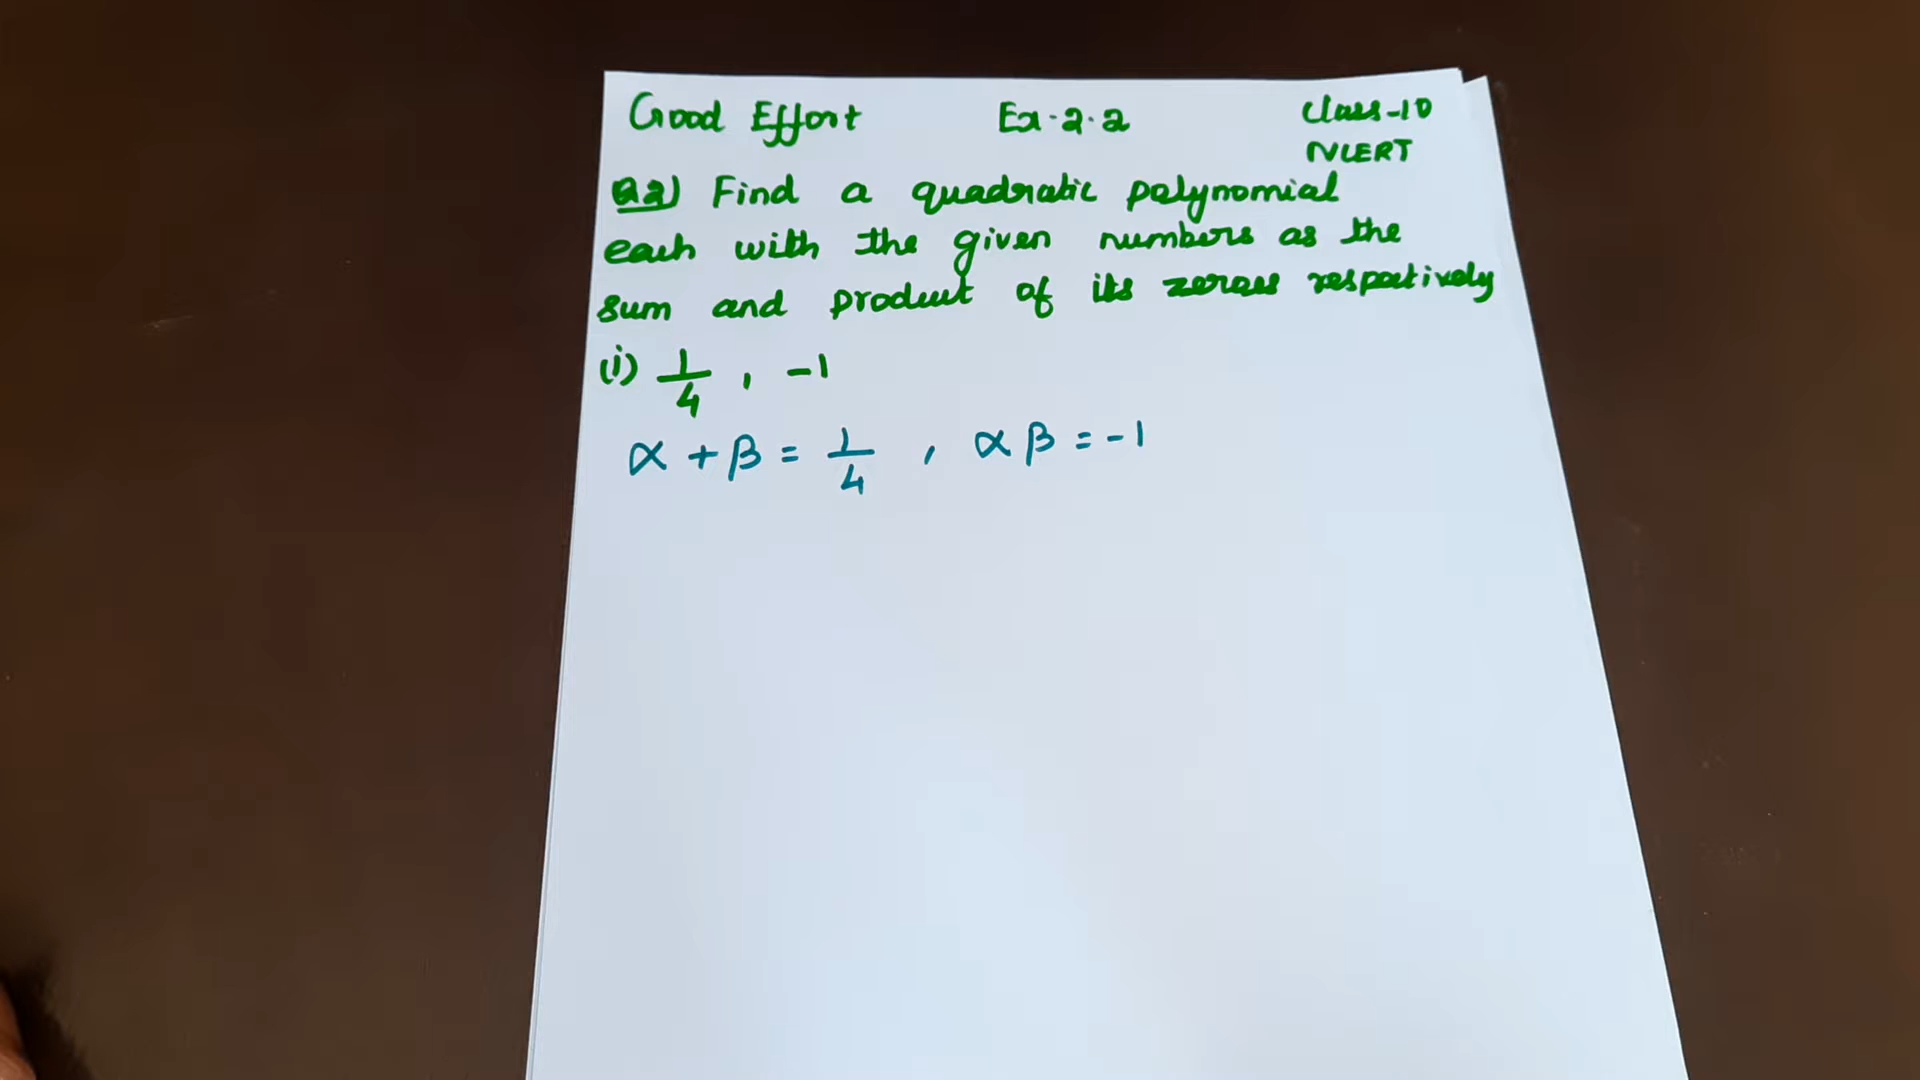 Good Effort Ex-2.2 Class-10
NCERT
Q2) Find a quadratic polynomial
each with the given numbers as the
sum and product of its zeroes respectively
(i) 1/4 , -1
α + β = 1/4 , αβ = -1